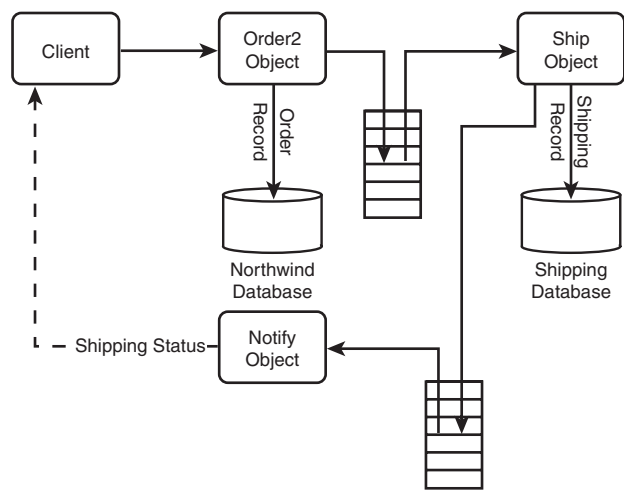 Client
Order2
Object
Ship
Object
Order
Record
Shipping
Record
Northwind
Database
Shipping
Database
Notify
Object
Shipping Status